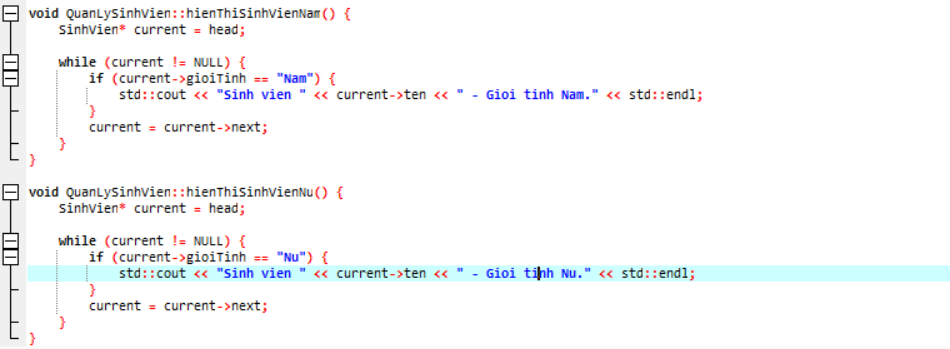 void QuanLySinhVien::hienThiSinhVienNam() {
SinhVien* current = head;
while (current != NULL) {
if (current->gioiTinh == "Nam") {
std::cout << "Sinh vien " << current->ten << " - Gioi tinh Nam." << std::endl;
}
current = current->next;
}
}
void QuanLySinhVien::hienThiSinhVienNu() {
SinhVien* current = head;
while (current != NULL) {
if (current->gioiTinh == "Nu") {
std::cout << "Sinh vien " << current->ten << " - Gioi tinh Nu." << std::endl;
}
current = current->next;
}
}